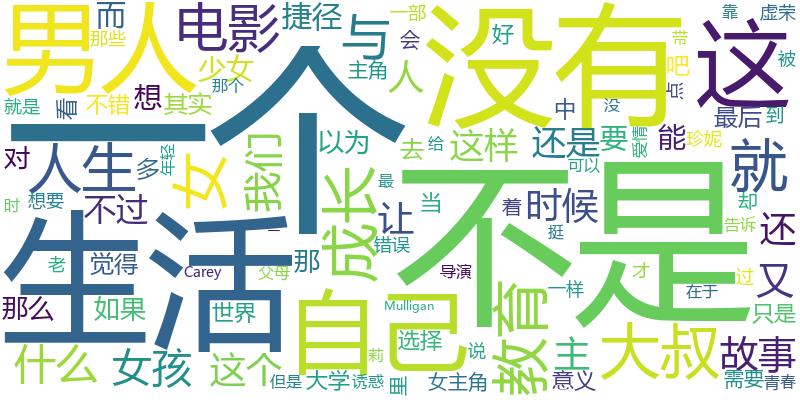 男人
而
那些
电影
捷径
与
一部
会
好
靠
虚荣
带
被
少女
主角
人
没有
这
吧
点
就是
看
不错
想
其实
一个
中
没
最后
到
对
人生
多
年轻
女
我们
以为
去
这样
给
还是
要
爱情
能
珍妮
就
可以
时
想要
不过
成长
让
最
当
着
时候
挺
不是
却
告诉
还
生活
老
觉得
Carey
父母
那
错误
导演
才
过
又
那么
如果
世界
自己
Mulligan
选择
教育
一样
在于
只是
什么
女孩
这个
莉
说
主
大叔
故事
但是
大学
诱惑
里
女主角
意义
需要
青春
一